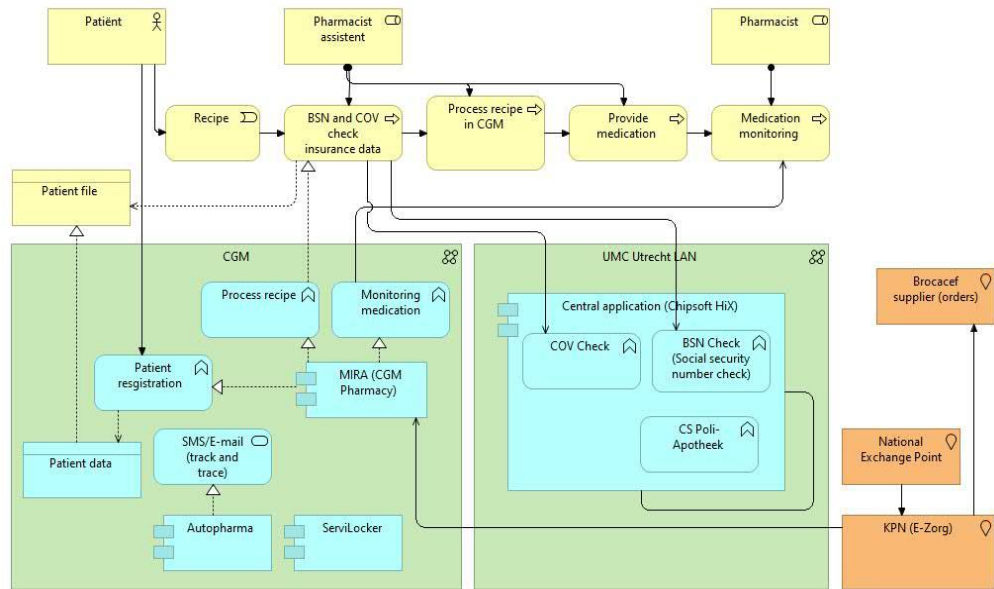 Patiënt
Pharmacist
assistent
Pharmacist
Recipe
BSN and COV
check
insurance data
Process recipe
in CGM
Provide
medication
Medication
monitoring
Patient file
CGM
UMC Utrecht LAN
Process recipe
Monitoring
medication
Central application (Chipsoft HiX)
Brocacef
supplier (orders)
COV Check
BSN Check
(Social security
number check)
Patient
resgistration
MIRA (CGM
Pharmacy)
CS Poli-
Apotheek
SMS/E-mail
(track and
trace)
National
Exchange Point
Patient data
Autopharma
ServiLocker
KPN (E-Zorg)